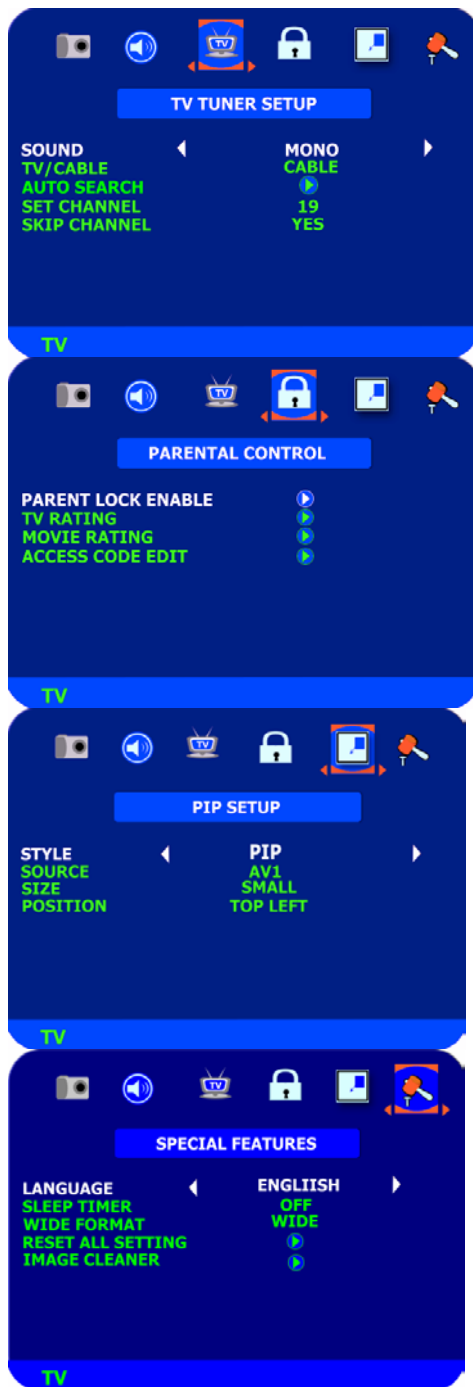 TV
TV TUNER SETUP
SOUND MONO
TV/CABLE CABLE
AUTO SEARCH
SET CHANNEL 19
SKIP CHANNEL YES
TV
TV
PARENTAL CONTROL
PARENT LOCK ENABLE
TV RATING
MOVIE RATING
ACCESS CODE EDIT
TV
TV
PIP SETUP
STYLE PIP
SOURCE AV1
SIZE SMALL
POSITION TOP LEFT
TV
TV
SPECIAL FEATURES
LANGUAGE ENGLIISH
SLEEP TIMER OFF
WIDE FORMAT WIDE
RESET ALL SETTING
IMAGE CLEANER
TV